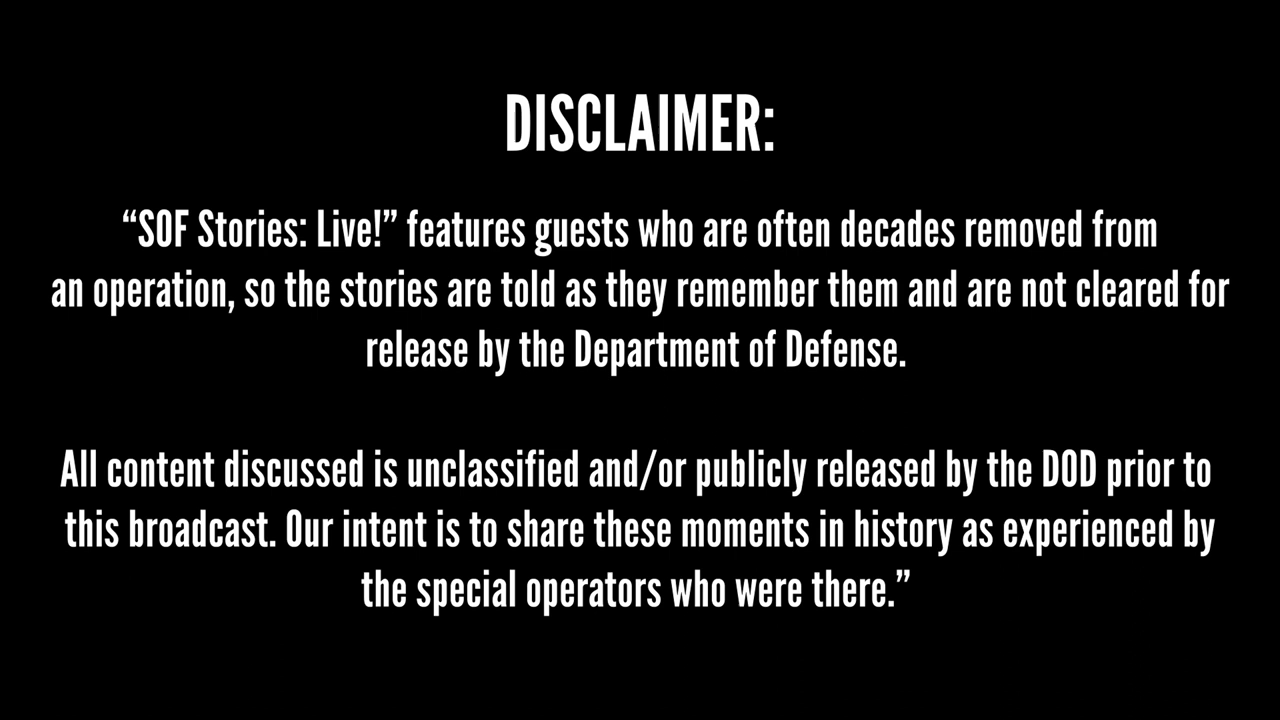 DISCLAIMER:
“SOF Stories: Live!” features guests who are often decades removed from
an operation, so the stories are told as they remember them and are not cleared for
release by the Department of Defense.
All content discussed is unclassified and/or publicly released by the DOD prior to
this broadcast. Our intent is to share these moments in history as experienced by
the special operators who were there.”